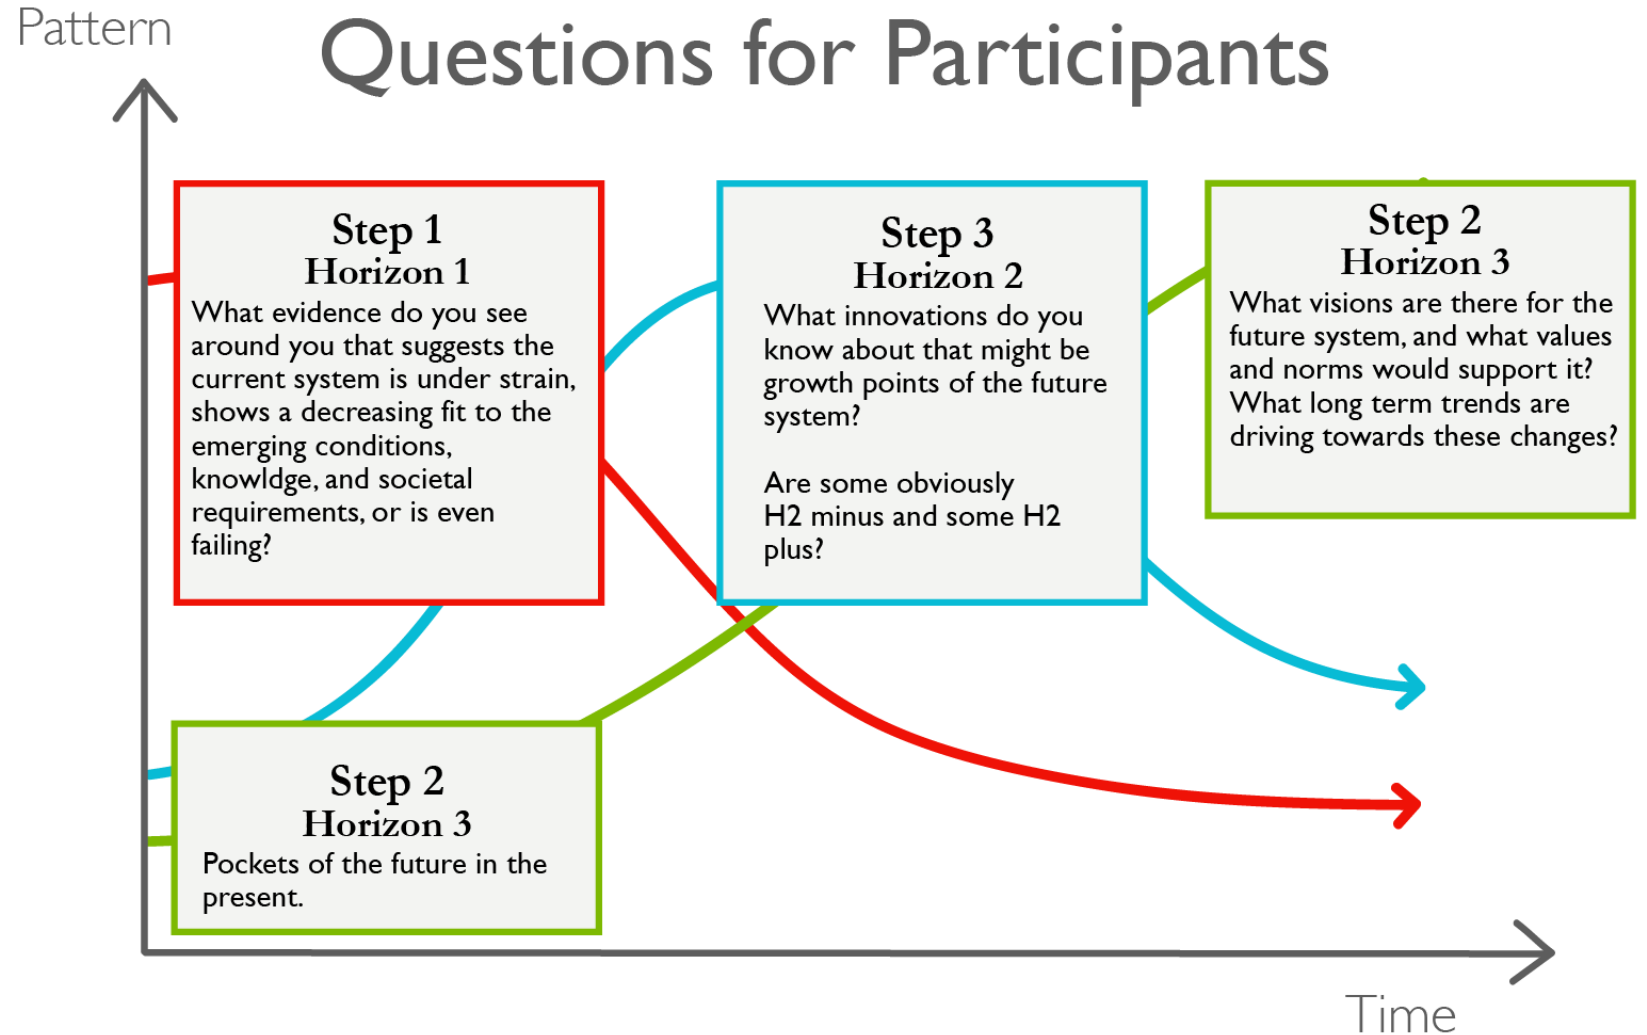 Pattern
Questions for Participants
Step 1
Horizon 1
What evidence do you see
around you that suggests the
current system is under strain,
shows a decreasing fit to the
emerging conditions,
knowldge, and societal
requirements, or is even
failing?
Step 3
Horizon 2
What innovations do you
know about that might be
growth points of the future
system?
Are some obviously
H2 minus and some H2
plus?
Step 2
Horizon 3
What visions are there for the
future system, and what values
and norms would support it?
What long term trends are
driving towards these changes?
Step 2
Horizon 3
Pockets of the future in the
present.
Time